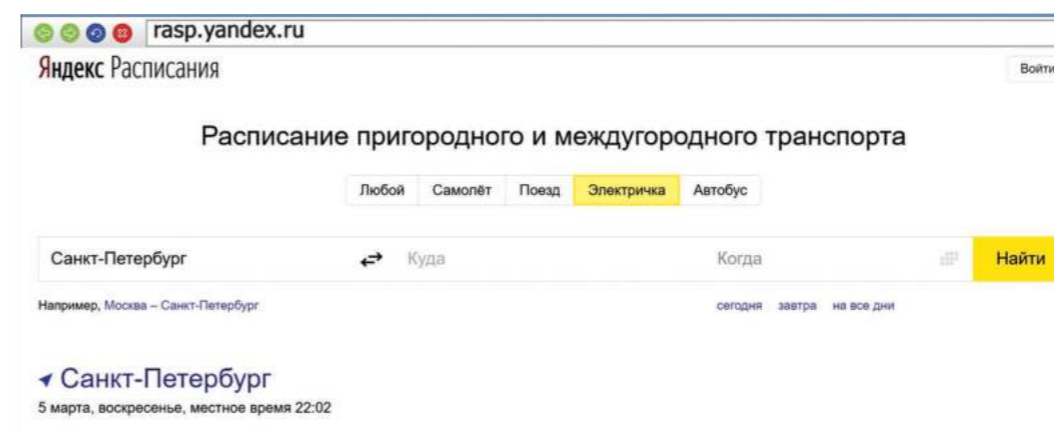 rasp.yandex.ru
Яндекс Расписания
Войти
Расписание пригородного и междугородного транспорта
Любой Самолёт Поезд Электричка Автобус
Санкт-Петербург Куда Когда Найти
Например, Москва – Санкт-Петербург сегодня завтра на все дни
Санкт-Петербург
5 марта, воскресенье, местное время 22:02